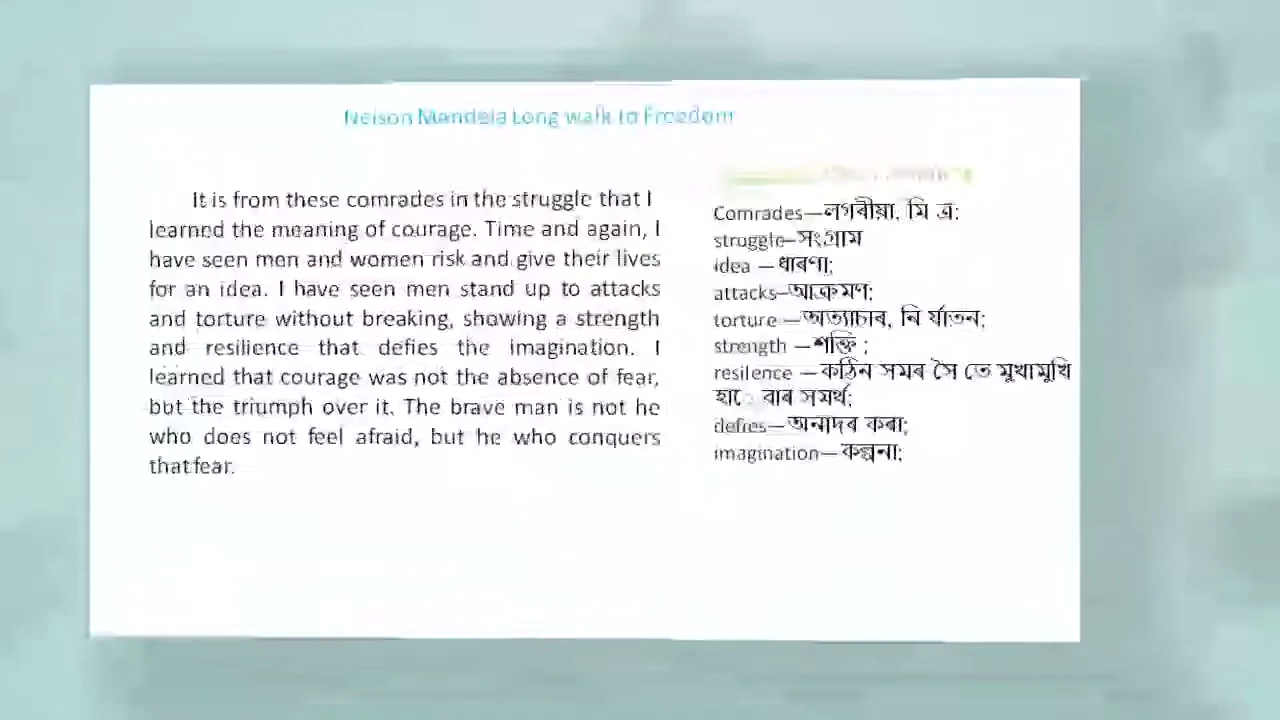 Nelson Mandela Long walk to Freedom
It is from these comrades in the struggle that I
learned the meaning of courage. Time and again, I
have seen men and women risk and give their lives
for an idea. I have seen men stand up to attacks
and torture without breaking, showing a strength
and resilience that defies the imagination. I
learned that courage was not the absence of fear,
but the triumph over it. The brave man is not he
who does not feel afraid, but he who conquers
that fear.
Comrades—লগৰীয়া, মি ত্ৰ;
struggle–সংগ্ৰাম
idea —ধাৰণা;
attacks–আক্ৰমণ;
torture —অত্যাচাৰ, নি ৰ্যাতন;
strength —শক্তি ;
resilence —কঠিন সমৰ সৈ তে মুখামুখি
হাে বাৰ সমৰ্থ;
defies—অনাদৰ কৰা;
imagination—কল্পনা;